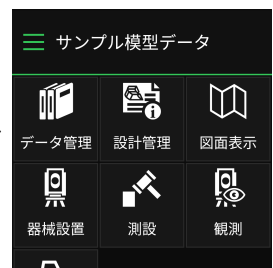 サンプル模型データ
データ管理
設計管理
図面表示
器械設置
測設
観測